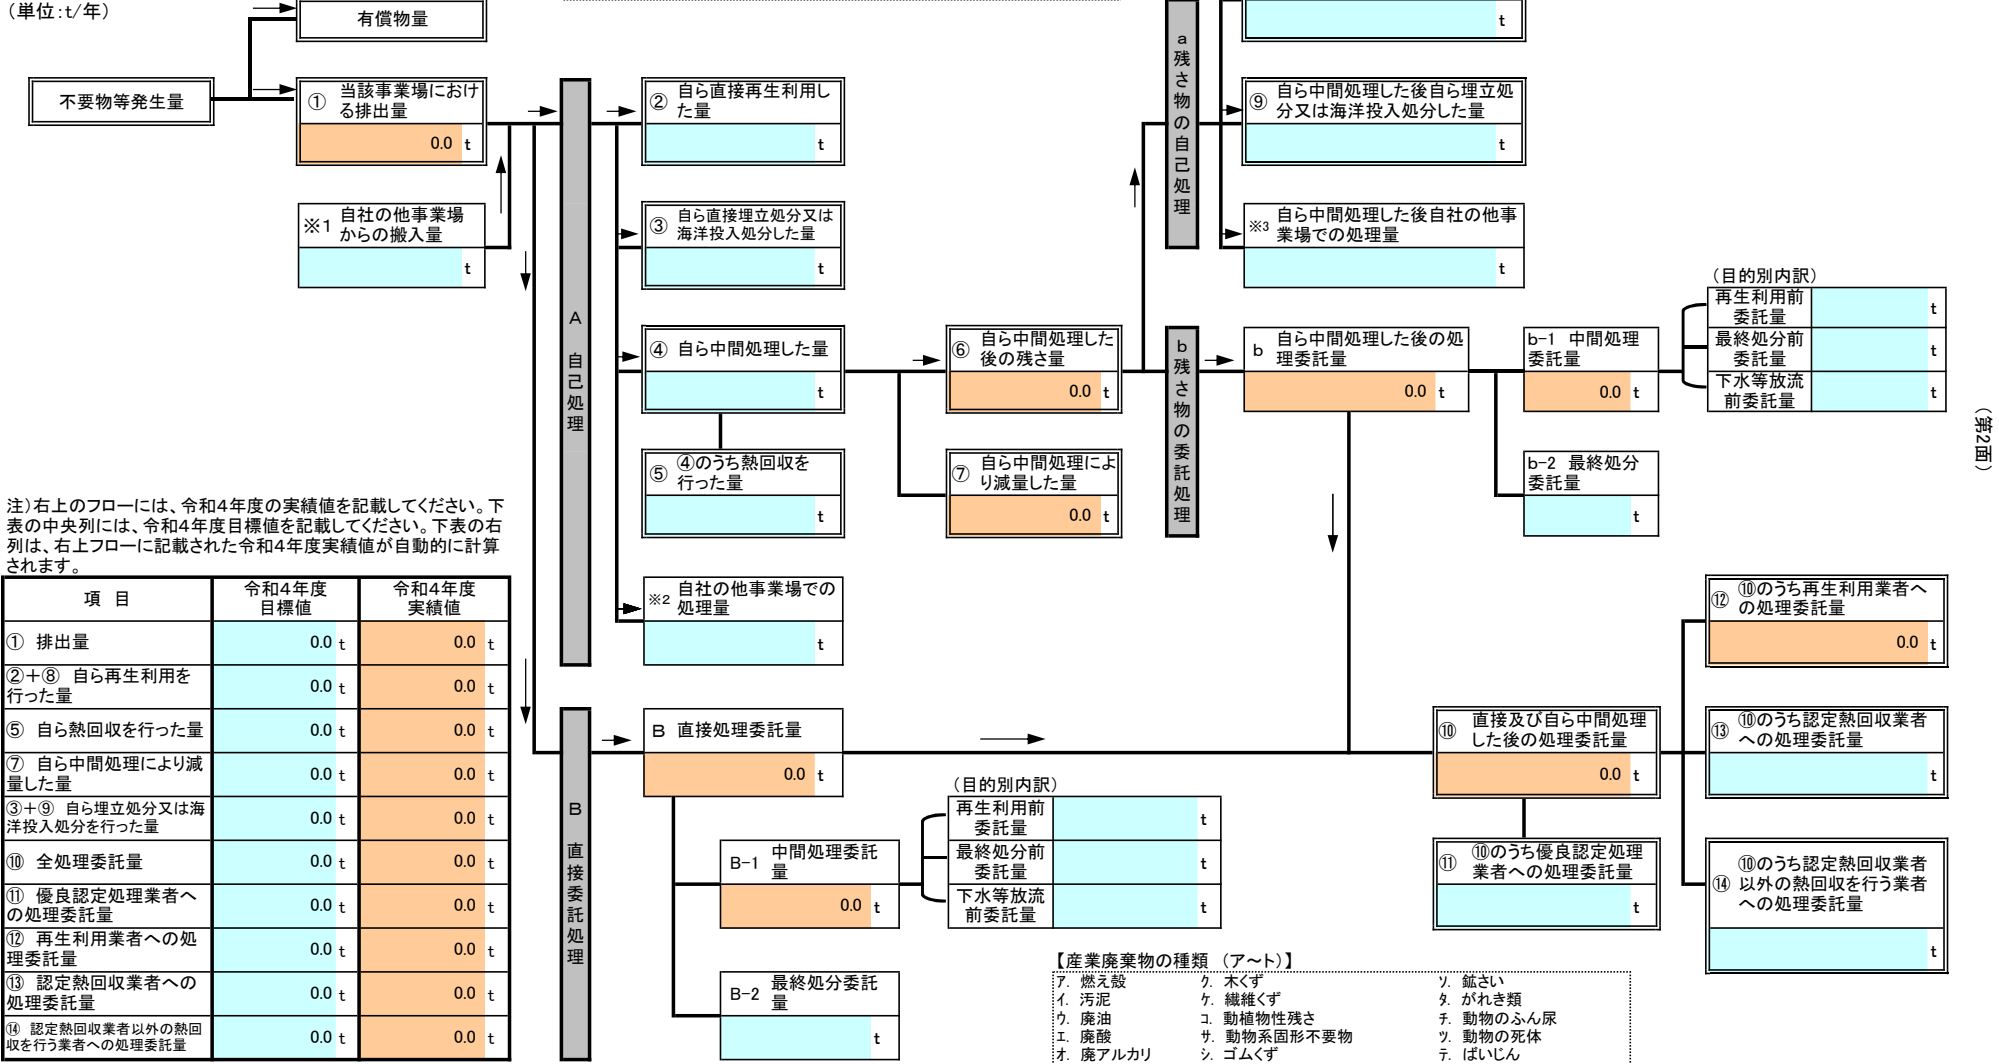 （単位：t/年）
有償物量
不要物等発生量
① 当該事業場におけ
る排出量
0.0 t
※1 自社の他事業場
からの搬入量
t
A 自己処理
② 自ら直接再生利用し
た量
t
③ 自ら直接埋立処分又は
海洋投入処分した量
t
④ 自ら中間処理した量
t
⑤ ④のうち熱回収を
行った量
t
※2 自社の他事業場での
処理量
t
⑥ 自ら中間処理した
後の残さ量
0.0 t
⑦ 自ら中間処理によ
り減量した量
0.0 t
a残さ物の自己処理
t
⑨ 自ら中間処理した後自ら埋立処
分又は海洋投入処分した量
t
※3 自ら中間処理した後自社の他事
業場での処理量
t
b残さ物の委託処理
b 自ら中間処理した後の処
理委託量
0.0 t
b-1 中間処理
委託量
0.0 t
b-2 最終処分
委託量
t
（目的別内訳）
再生利用前
委託量
t
最終処分前
委託量
t
下水等放流
前委託量
t
（第2面）
注）右上のフローには、令和4年度の実績値を記載してください。下
表の中央列には、令和4年度目標値を記載してください。下表の右
列は、右上フローに記載された令和4年度実績値が自動的に計算
されます。
項 目 令和4年度
目標値 令和4年度
実績値
① 排出量 0.0 t 0.0 t
②＋⑧ 自ら再生利用を
行った量 0.0 t 0.0 t
⑤ 自ら熱回収を行った量 0.0 t 0.0 t
⑦ 自ら中間処理により減
量した量 0.0 t 0.0 t
③＋⑨ 自ら埋立処分又は海
洋投入処分を行った量 0.0 t 0.0 t
⑩ 全処理委託量 0.0 t 0.0 t
⑪ 優良認定処理業者へ
の処理委託量 0.0 t 0.0 t
⑫ 再生利用業者への処
理委託量 0.0 t 0.0 t
⑬ 認定熱回収業者への
処理委託量 0.0 t 0.0 t
⑭ 認定熱回収業者以外の熱回
収を行う業者への処理委託量 0.0 t 0.0 t
B 直接委託処理
B 直接処理委託量
0.0 t
B-1 中間処理委託
量
0.0 t
B-2 最終処分委託
量
t
（目的別内訳）
再生利用前
委託量
t
最終処分前
委託量
t
下水等放流
前委託量
t
⑩ 直接及び自ら中間処理
した後の処理委託量
0.0 t
⑪ ⑩のうち優良認定処理
業者への処理委託量
t
⑫ ⑩のうち再生利用業者へ
の処理委託量
0.0 t
⑬ ⑩のうち認定熱回収業者
への処理委託量
t
⑭ ⑩のうち認定熱回収業者
以外の熱回収を行う業者
への処理委託量
t
【産業廃棄物の種類 （ア～ト）】
ア. 燃え殻 ク. 木くず ソ. 鉱さい
イ. 汚泥 ケ. 繊維くず タ. がれき類
ウ. 廃油 コ. 動植物性残さ チ. 動物のふん尿
エ. 廃酸 サ. 動物系固形不要物 ツ. 動物の死体
オ. 廃アルカリ シ. ゴムくず テ. ばいじん